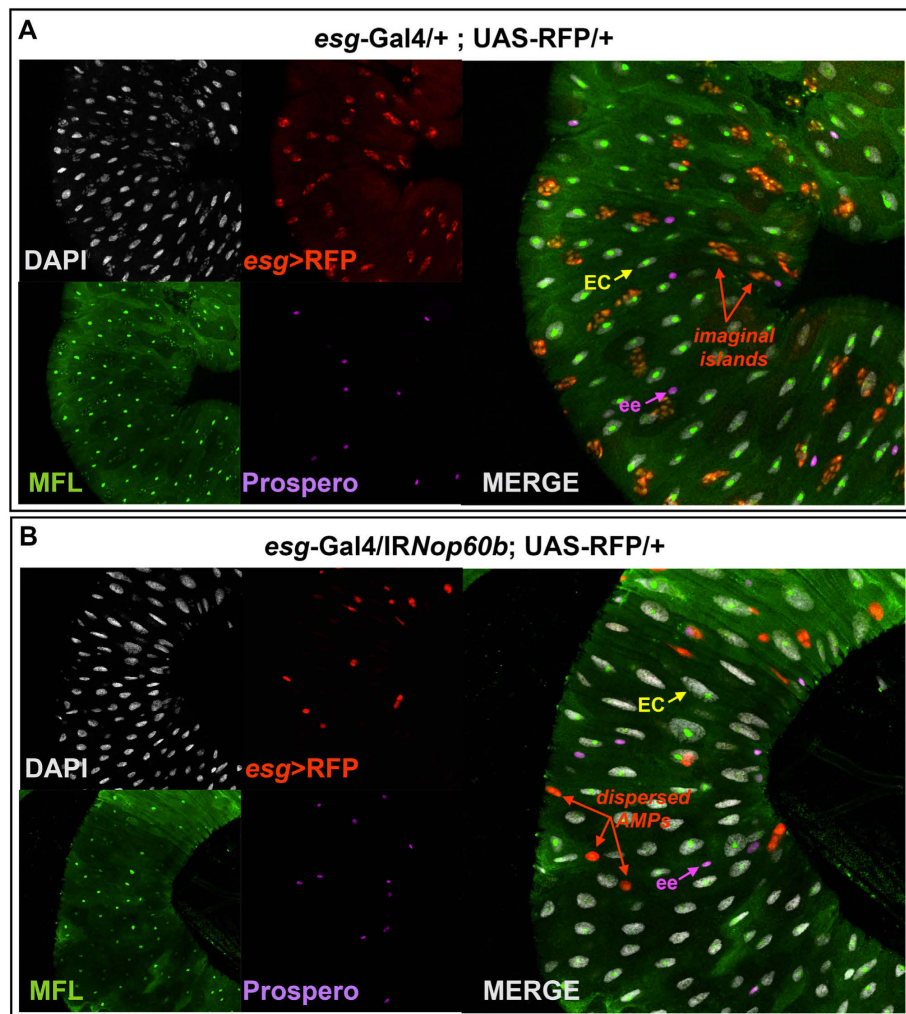 A
esg-Gal4/+ ; UAS-RFP/+
DAPI
esg>RFP
MFL
Prospero
EC
imaginal
islands
ee
MERGE
B
esg-Gal4/IRNop60b; UAS-RFP/+
DAPI
esg>RFP
MFL
Prospero
EC
dispersed
AMPs
ee
MERGE